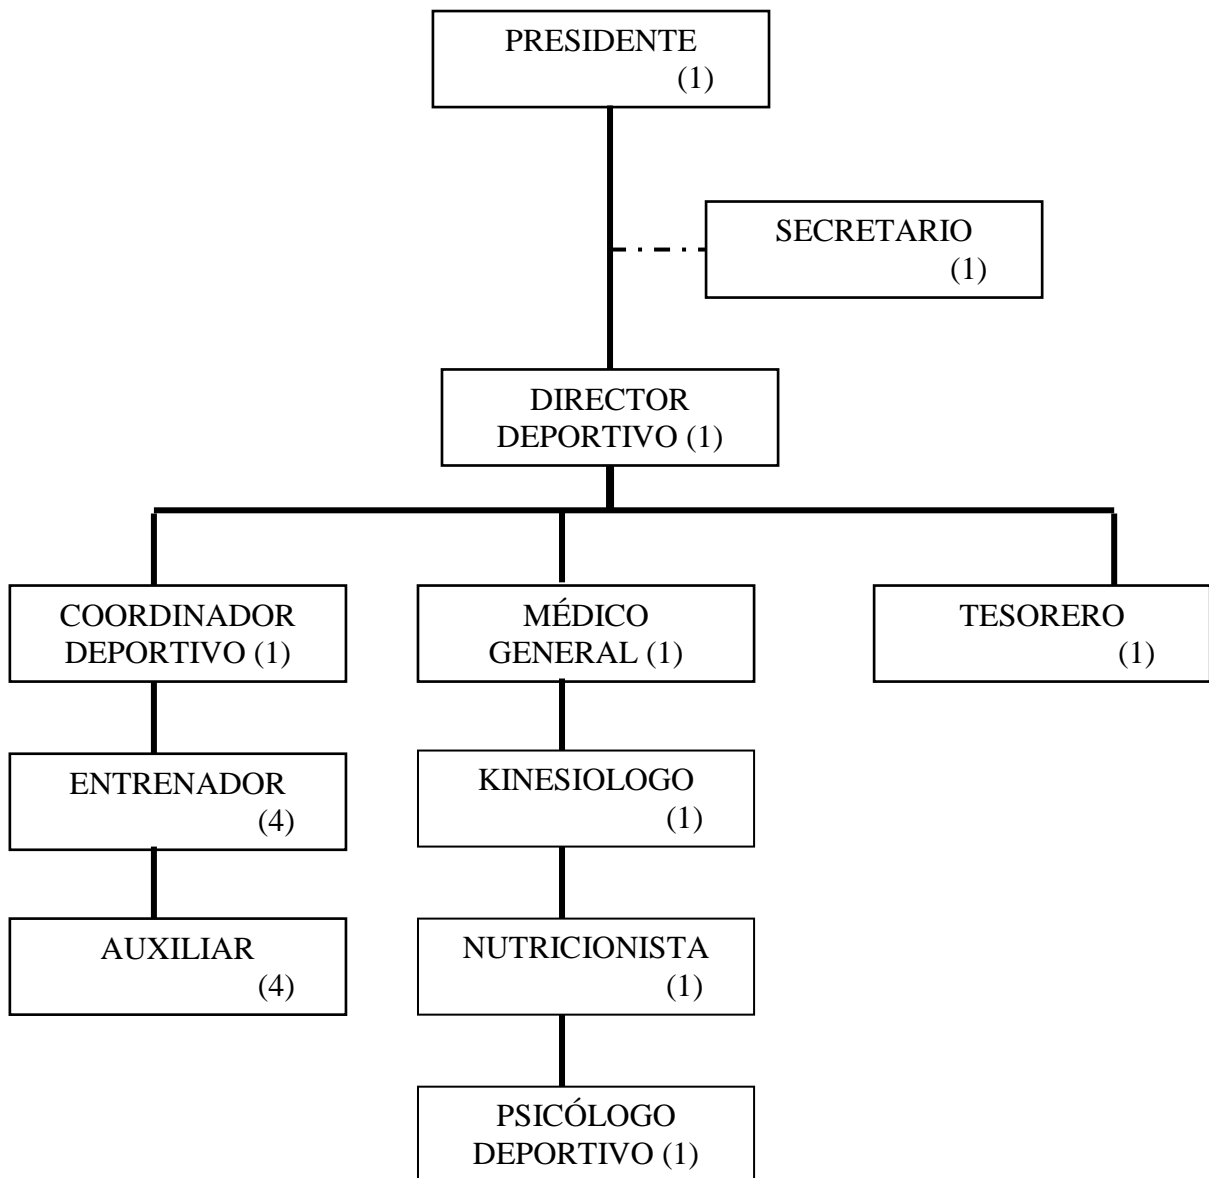 PRESIDENTE
(1)
SECRETARIO
(1)
DIRECTOR
DEPORTIVO (1)
COORDINADOR
DEPORTIVO (1)
MÉDICO
GENERAL (1)
TESORERO
(1)
ENTRENADOR
(4)
KINESIOLOGO
(1)
AUXILIAR
(4)
NUTRICIONISTA
(1)
PSICÓLOGO
DEPORTIVO (1)